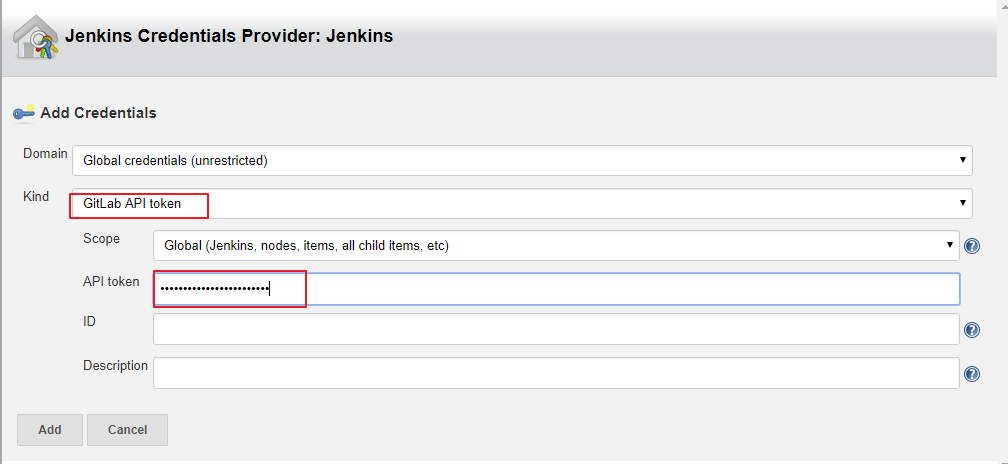 Jenkins Credentials Provider: Jenkins
Add Credentials
Domain Global credentials (unrestricted)
Kind GitLab API token
Scope Global (Jenkins, nodes, items, all child items, etc)
API token ••••••••••••••••••••••••
ID
Description
Add Cancel